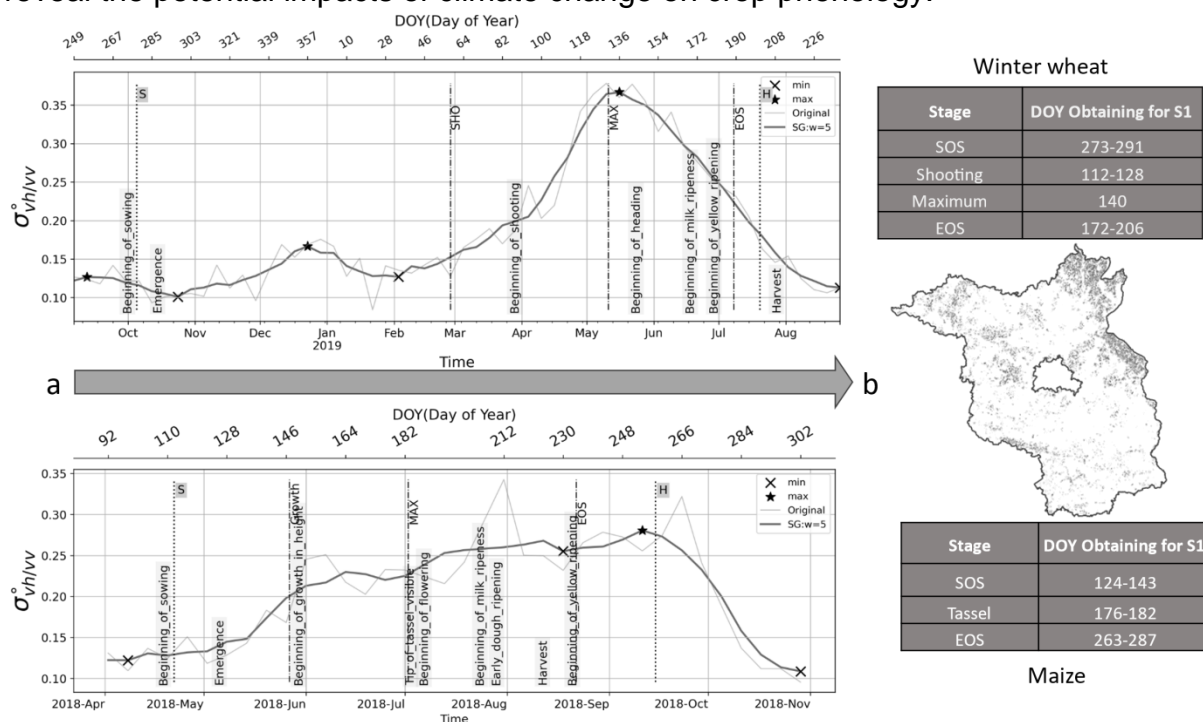 reveal the potential impacts of climate change on crop phenology.
DOY(Day of Year)
249 267 285 303 321 339 357 10 28 46 64 82 100 118 136 154 172 190 208 226
σ°vh/vv
0.35
0.30
0.25
0.20
0.15
0.10
S
SHO
MAX
EOS
H
min
max
Original
SG:w=5
Beginning_of_sowing
Emergence
Beginning_of_shooting
Beginning_of_heading
Beginning_of_milk_ripeness
Beginning_of_yellow_ripening
Harvest
Oct Nov Dec Jan Feb Mar Apr May Jun Jul Aug
2019
Time
a
b
DOY(Day of Year)
92 110 128 146 164 182 212 230 248 266 284 302
σ°vh/vv
0.35
0.30
0.25
0.20
0.15
0.10
S
Growth
MAX
EOS
H
min
max
Original
SG:w=5
Beginning_of_sowing
Emergence
Beginning_of_growth_in_height
Tip_of_tassel_visible
Beginning_of_flowering
Beginning_of_milk_ripeness
Early_dough_ripening
Harvest
Beginning_of_yellow_ripening
2018-Apr 2018-May 2018-Jun 2018-Jul 2018-Aug 2018-Sep 2018-Oct 2018-Nov
Time
Winter wheat
Stage DOY Obtaining for S1
SOS 273-291
Shooting 112-128
Maximum 140
EOS 172-206
Stage DOY Obtaining for S1
SOS 124-143
Tassel 176-182
EOS 263-287
Maize